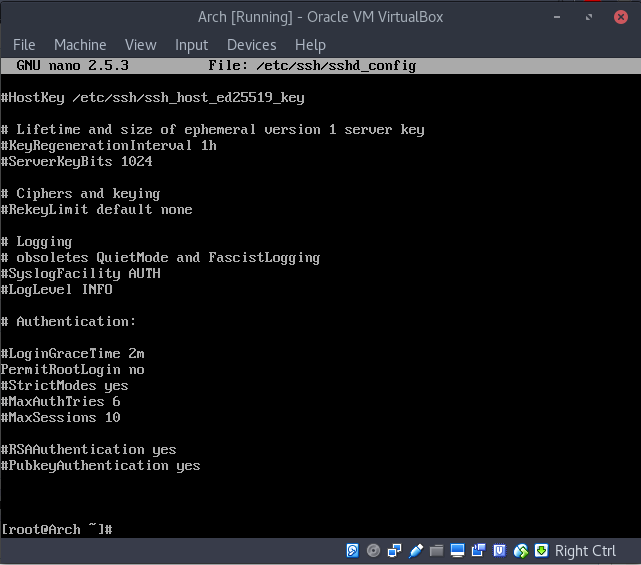 Arch [Running] - Oracle VM VirtualBox
File Machine View Input Devices Help
GNU nano 2.5.3 File: /etc/ssh/sshd_config
#HostKey /etc/ssh/ssh_host_ed25519_key
# Lifetime and size of ephemeral version 1 server key
#KeyRegenerationInterval 1h
#ServerKeyBits 1024
# Ciphers and keying
#RekeyLimit default none
# Logging
# obsoletes QuietMode and FascistLogging
#SyslogFacility AUTH
#LogLevel INFO
# Authentication:
#LoginGraceTime 2m
PermitRootLogin no
#StrictModes yes
#MaxAuthTries 6
#MaxSessions 10
#RSAAuthentication yes
#PubkeyAuthentication yes
[root@Arch ~]#
Right Ctrl